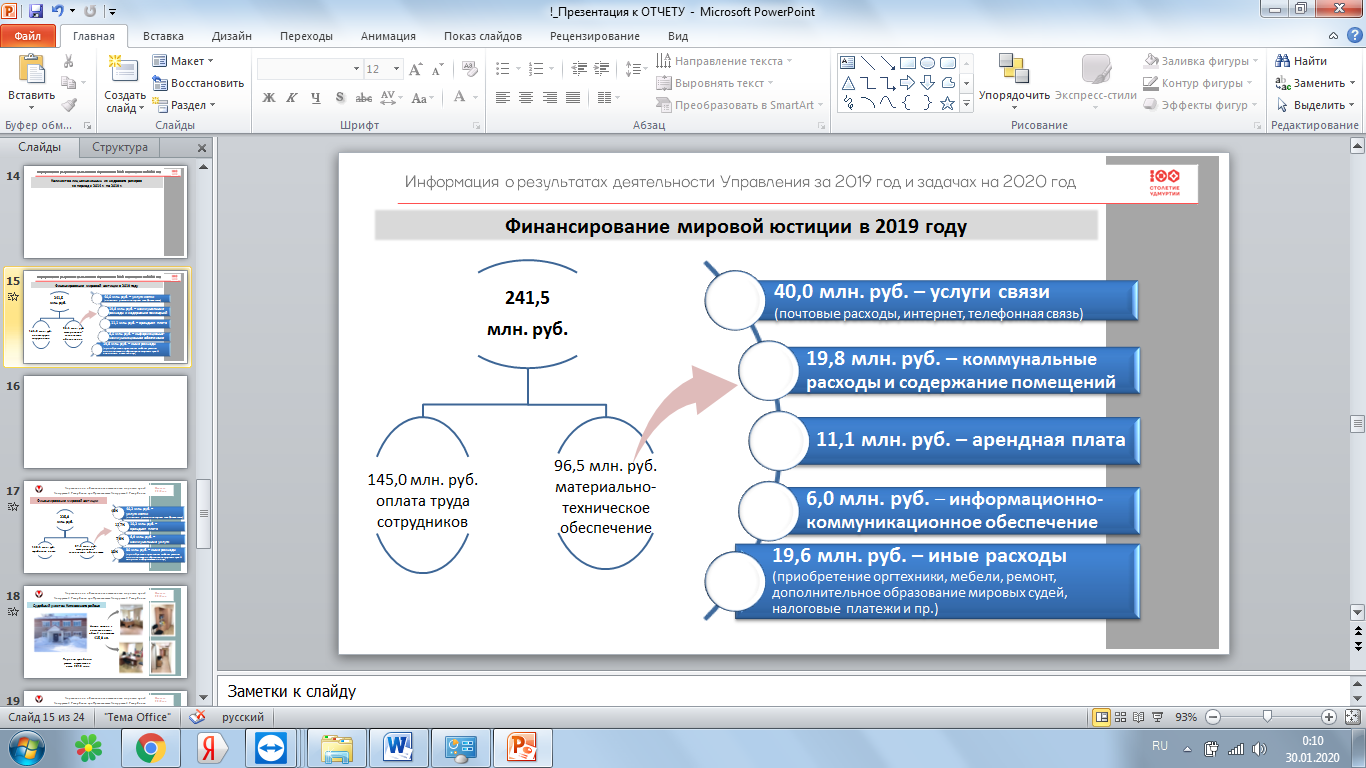 !_Презентация к ОТЧЕТУ - Microsoft PowerPoint
Файл
Главная
Вставка
Дизайн
Переходы
Анимация
Показ слайдов
Рецензирование
Вид
Вставить
Создать слайд
Макет
Восстановить
Раздел
12
Направление текста
Выровнять текст
Преобразовать в SmartArt
Упорядочить
Экспресс-стили
Заливка фигуры
Контур фигуры
Эффекты фигур
Найти
Заменить
Выделить
Буфер обм...
Слайды
Шрифт
Абзац
Рисование
Редактирование
Слайды
Структура
14
15
16
17
18
19
Информация о результатах деятельности Управления за 2019 год и задачах на 2020 год
100
СТОЛЕТИЕ
УДМУРТИИ
Финансирование мировой юстиции в 2019 году
241,5
млн. руб.
145,0 млн. руб.
оплата труда
сотрудников
96,5 млн. руб.
материально-
техническое
обеспечение
40,0 млн. руб. – услуги связи
(почтовые расходы, интернет, телефонная связь)
19,8 млн. руб. – коммунальные
расходы и содержание помещений
11,1 млн. руб. – арендная плата
6,0 млн. руб. – информационно-
коммуникационное обеспечение
19,6 млн. руб. – иные расходы
(приобретение оргтехники, мебели, ремонт,
дополнительное образование мировых судей,
налоговые платежи и пр.)
Заметки к слайду
Слайд 15 из 24
"Тема Office"
русский
93%
RU
0:10
30.01.2020